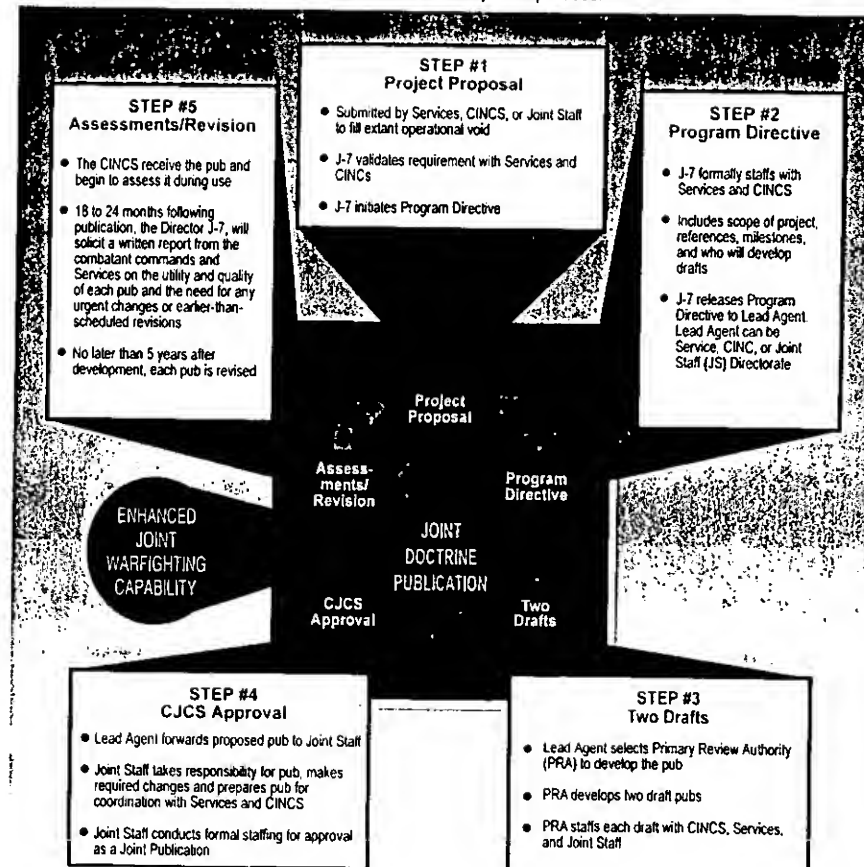 STEP #1
Project Proposal
● Submitted by Services, CINCS, or Joint Staff
to fill extant operational void
● J-7 validates requirement with Services and
CINCs
● J-7 initiates Program Directive
STEP #2
Program Directive
● J-7 formally staffs with
Services and CINCS
● Includes scope of project,
references, milestones,
and who will develop
drafts
● J-7 releases Program
Directive to Lead Agent.
Lead Agent can be
Service, CINC, or Joint
Staff (JS) Directorate
STEP #5
Assessments/Revision
● The CINCS receive the pub and
begin to assess it during use
● 18 to 24 months following
publication, the Director J-7, will
solicit a written report from the
combatant commands and
Services on the utility and quality
of each pub and the need for any
urgent changes or earlier-than-
scheduled revisions
● No later than 5 years after
development, each pub is revised
Project
Proposal
Assess-
ments/
Revision
Program
Directive
ENHANCED
JOINT
WARFIGHTING
CAPABILITY
JOINT
DOCTRINE
PUBLICATION
CJCS
Approval
Two
Drafts
STEP #4
CJCS Approval
● Lead Agent forwards proposed pub to Joint Staff
● Joint Staff takes responsibility for pub, makes
required changes and prepares pub for
coordination with Services and CINCS
● Joint Staff conducts formal staffing for approval
as a Joint Publication
STEP #3
Two Drafts
● Lead Agent selects Primary Review Authority
(PRA) to develop the pub
● PRA develops two draft pubs
● PRA staffs each draft with CINCS, Services,
and Joint Staff